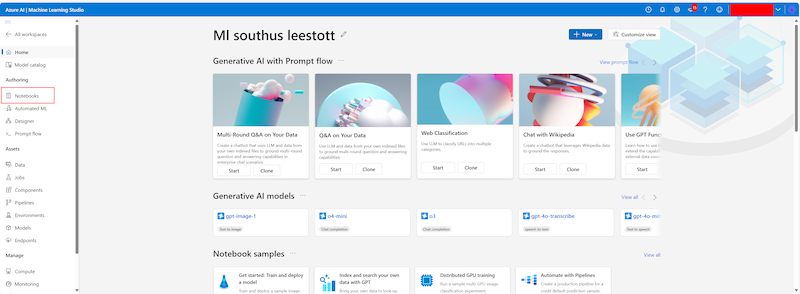 Azure AI | Machine Learning Studio
15
All workspaces
Home
Model catalog
Authoring
Notebooks
Automated ML
Designer
Prompt flow
Assets
Data
Jobs
Components
Pipelines
Environments
Models
Endpoints
Manage
Compute
Monitoring
Ml southus leestott
New
Customize view
Generative AI with Prompt flow
View prompt flow
Multi-Round Q&A on Your Data
Create a chatbot that uses LLM and data from
your own indexed files to ground multi-round
question and answering capabilities in
enterprise chat scenarios.
Start
Clone
Q&A on Your Data
Use LLM and data from your own indexed files
to ground question and answering
capabilities.
Start
Clone
Web Classification
Use LLM to classify URLs into multiple
categories.
Start
Clone
Chat with Wikipedia
Create a chatbot that leverages Wikipedia data
to ground the responses.
Start
Clone
Use GPT Func
Learn how to use
extend the capabi
external data sour
Start
Generative AI models
View all
gpt-image-1
Text to image
o4-mini
Chat completion
o3
Chat completion
gpt-4o-transcribe
speech to text
gpt-4o-mi
Text to speech
Notebook samples
View all
Get started: Train and deploy
a model
Train and deploy a sample image
Index and search your own
data with GPT
Bring your own data to look up
Distributed GPU training
Run a sample multi-GPU image
classification experiment
Automate with Pipelines
Create a production pipeline for a
credit default prediction sample